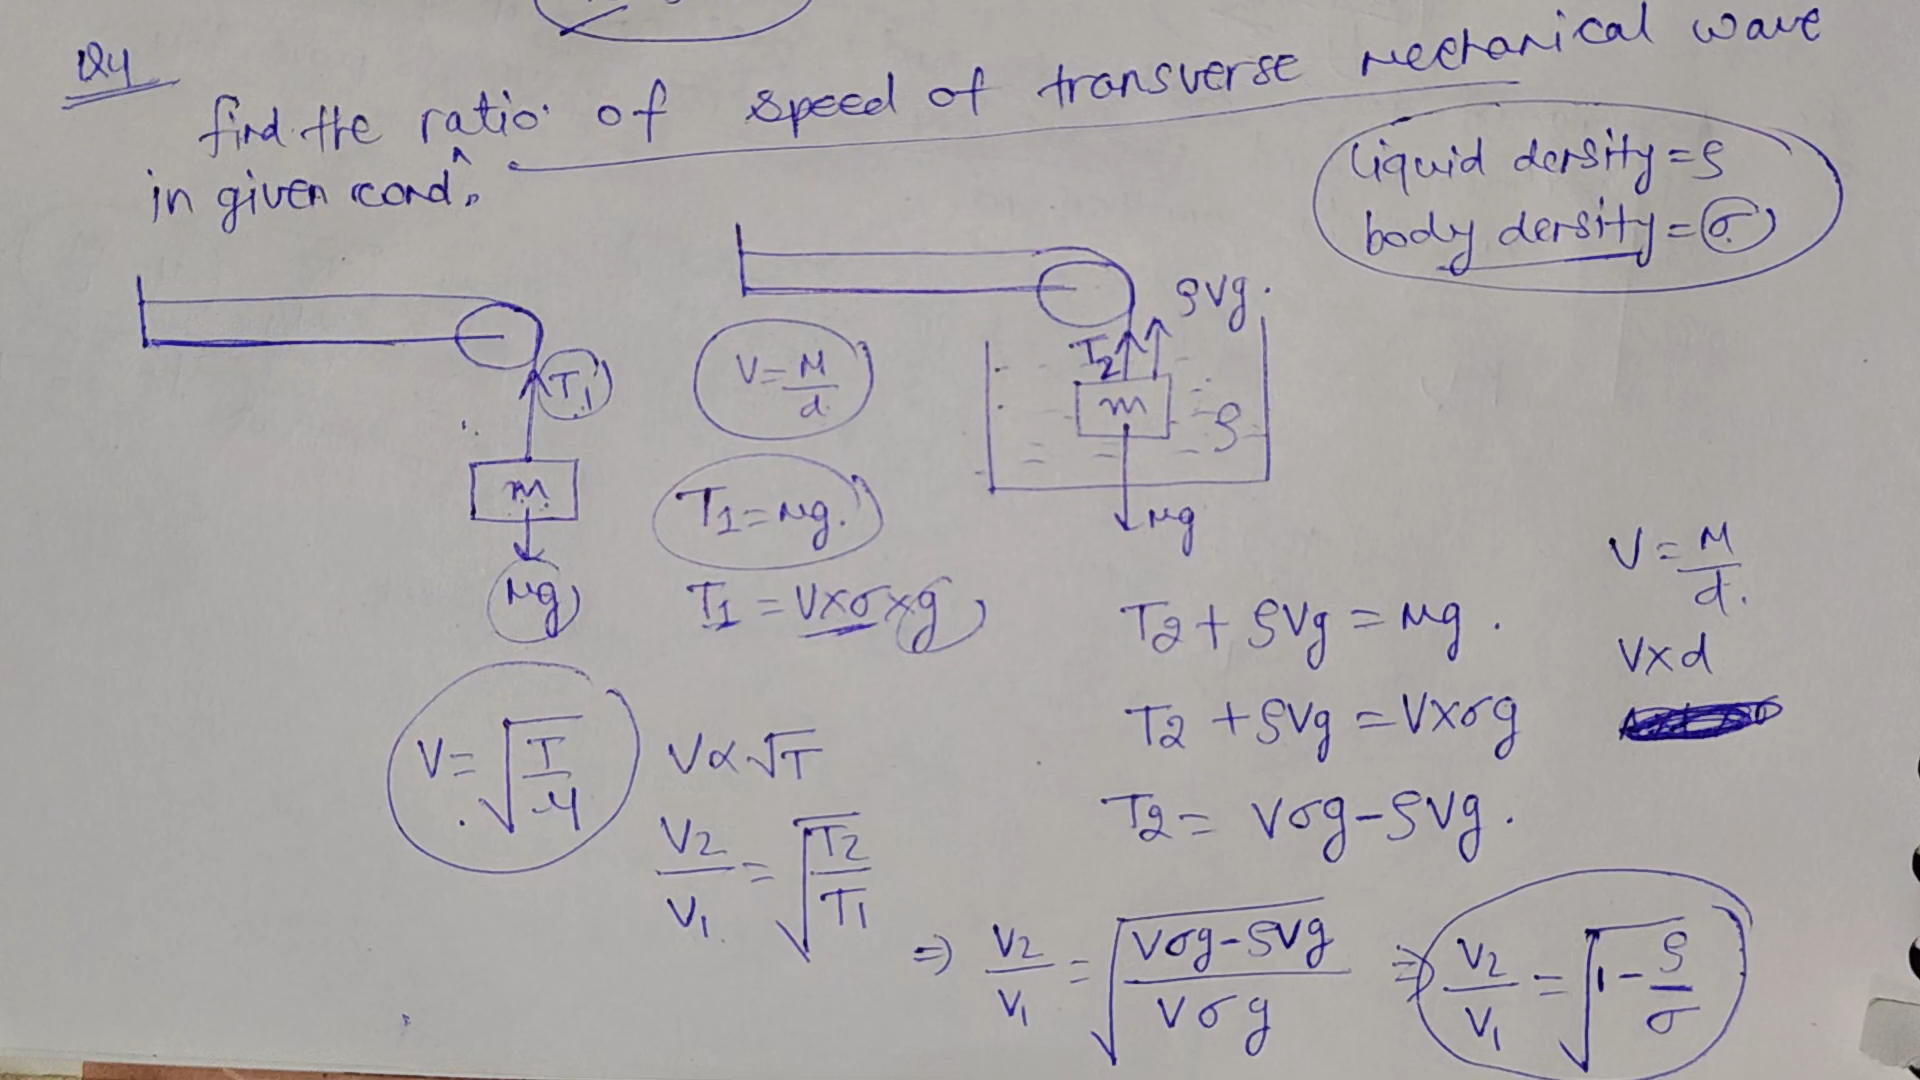 Q4
find the ratio of speed of transverse mechanical wave
in given condn.
liquid density = ρ
body density = σ
ρVg.
T1
T2
V = M/d
m
m
ρ
T1 = Mg.
Mg
Mg
T1 = V×σ×g
T2 + ρVg = Mg.
V = M/d.
V×d
T2 + ρVg = V×σg
V = √(T/μ)
V ∝ √T
T2 = Vσg - ρVg.
V2/V1 = √(T2/T1)
⇒ V2/V1 = √((Vσg - ρVg)/(Vσg)) ⇒ V2/V1 = √(1 - ρ/σ)